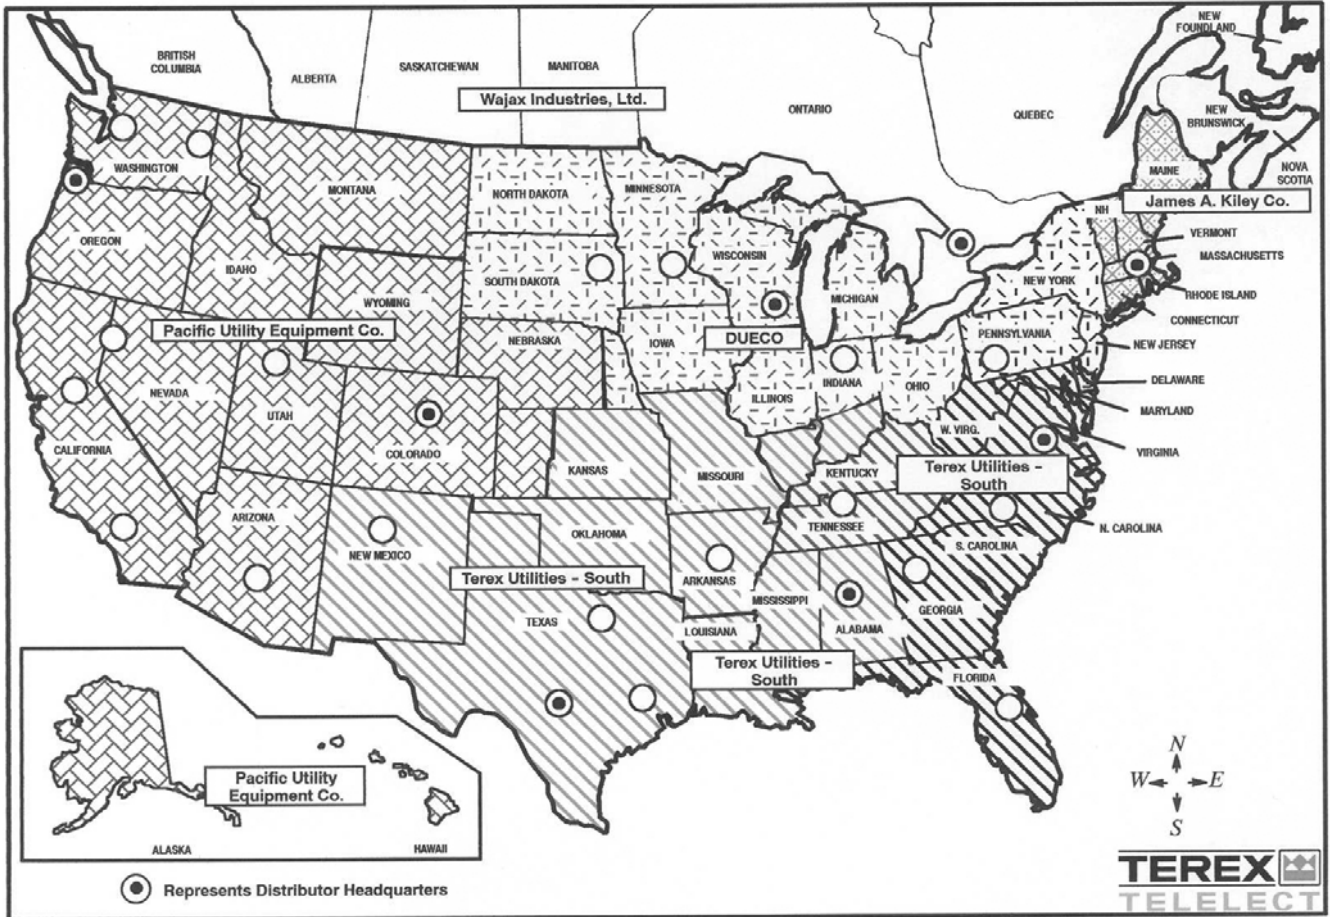 NEW
FOUNDLAND
BRITISH
COLUMBIA
ALBERTA
SASKATCHEWAN
MANITOBA
Wajax Industries, Ltd.
ONTARIO
QUEBEC
NEW
BRUNSWICK
NOVA
SCOTIA
WASHINGTON
MONTANA
NORTH DAKOTA
MINNESOTA
MAINE
James A. Kiley Co.
NH
VERMONT
MASSACHUSETTS
RHODE ISLAND
CONNECTICUT
OREGON
IDAHO
WYOMING
SOUTH DAKOTA
WISCONSIN
MICHIGAN
NEW YORK
Pacific Utility Equipment Co.
NEBRASKA
IOWA
DUECO
PENNSYLVANIA
NEW JERSEY
NEVADA
UTAH
ILLINOIS
INDIANA
OHIO
DELAWARE
MARYLAND
CALIFORNIA
COLORADO
KANSAS
MISSOURI
KENTUCKY
W. VIRG.
VIRGINIA
Terex Utilities -
South
ARIZONA
NEW MEXICO
OKLAHOMA
TENNESSEE
N. CAROLINA
S. CAROLINA
Terex Utilities - South
ARKANSAS
MISSISSIPPI
GEORGIA
TEXAS
LOUISIANA
ALABAMA
Terex Utilities -
South
FLORIDA
Pacific Utility
Equipment Co.
ALASKA
HAWAII
N
W E
S
Represents Distributor Headquarters
TEREX
TELELECT